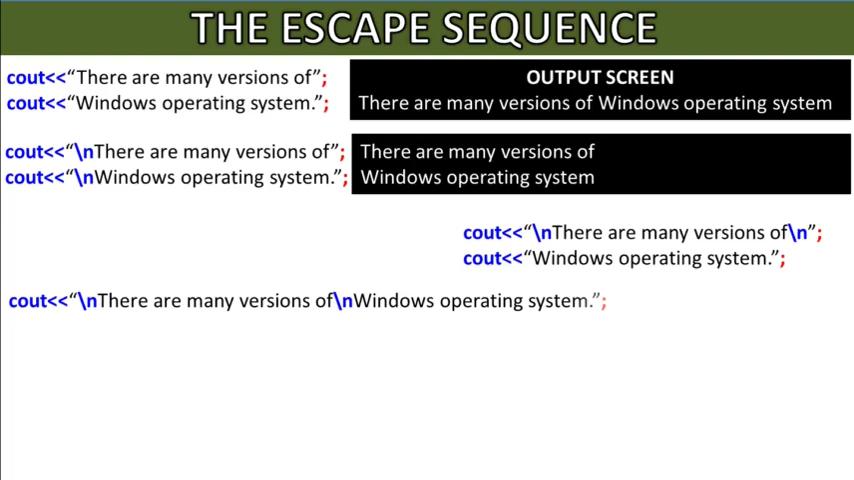 THE ESCAPE SEQUENCE
cout<<“There are many versions of”;
cout<<“Windows operating system.”;
OUTPUT SCREEN
There are many versions of Windows operating system
cout<<“\nThere are many versions of”;
cout<<“\nWindows operating system.”;
There are many versions of
Windows operating system
cout<<“\nThere are many versions of\n”;
cout<<“Windows operating system.”;
cout<<“\nThere are many versions of\nWindows operating system.”;